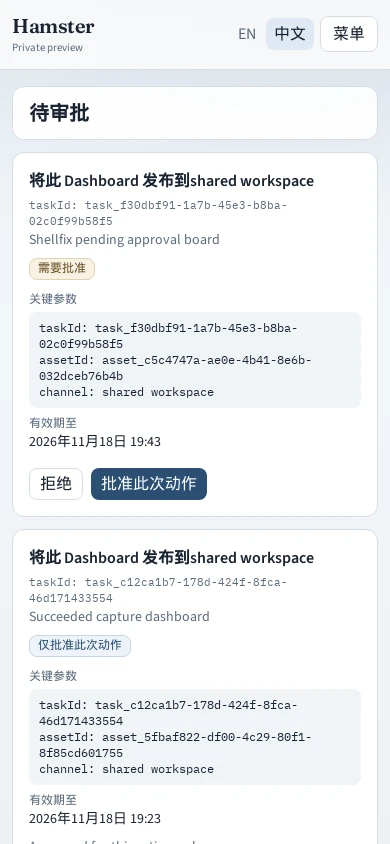 Hamster
Private preview
EN
中文
菜单
待审批
将此 Dashboard 发布到shared workspace
taskId: task_f30dbf91-1a7b-45e3-b8ba-
02c0f99b58f5
Shellfix pending approval board
需要批准
关键参数
taskId: task_f30dbf91-1a7b-45e3-b8ba-
02c0f99b58f5
assetId: asset_c5c4747a-ae0e-4b41-8e6b-
032dceb76b4b
channel: shared workspace
有效期至
2026年11月18日 19:43
拒绝
批准此次动作
将此 Dashboard 发布到shared workspace
taskId: task_c12ca1b7-178d-424f-8fca-
46d171433554
Succeeded capture dashboard
仅批准此次动作
关键参数
taskId: task_c12ca1b7-178d-424f-8fca-
46d171433554
assetId: asset_5fbaf822-df00-4c29-80f1-
8f85cd601755
channel: shared workspace
有效期至
2026年11月18日 19:23